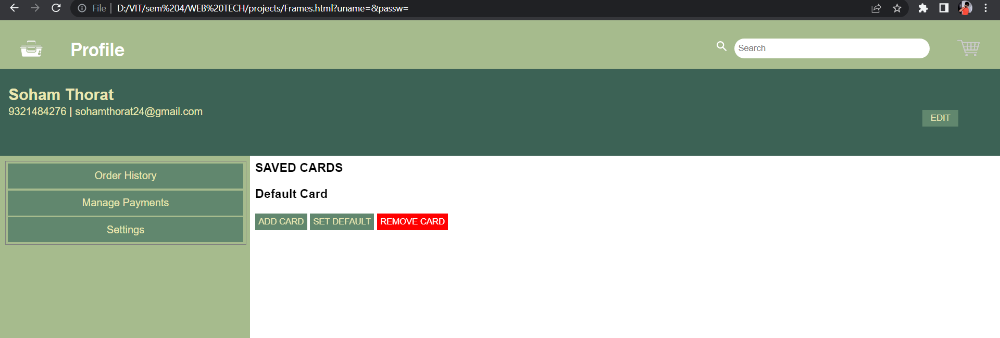 File | D:/VIT/sem%204/WEB%20TECH/projects/Frames.html?uname=&passw=
Profile
Search
Soham Thorat
9321484276 | sohamthorat24@gmail.com
EDIT
Order History
Manage Payments
Settings
SAVED CARDS
Default Card
ADD CARD SET DEFAULT REMOVE CARD